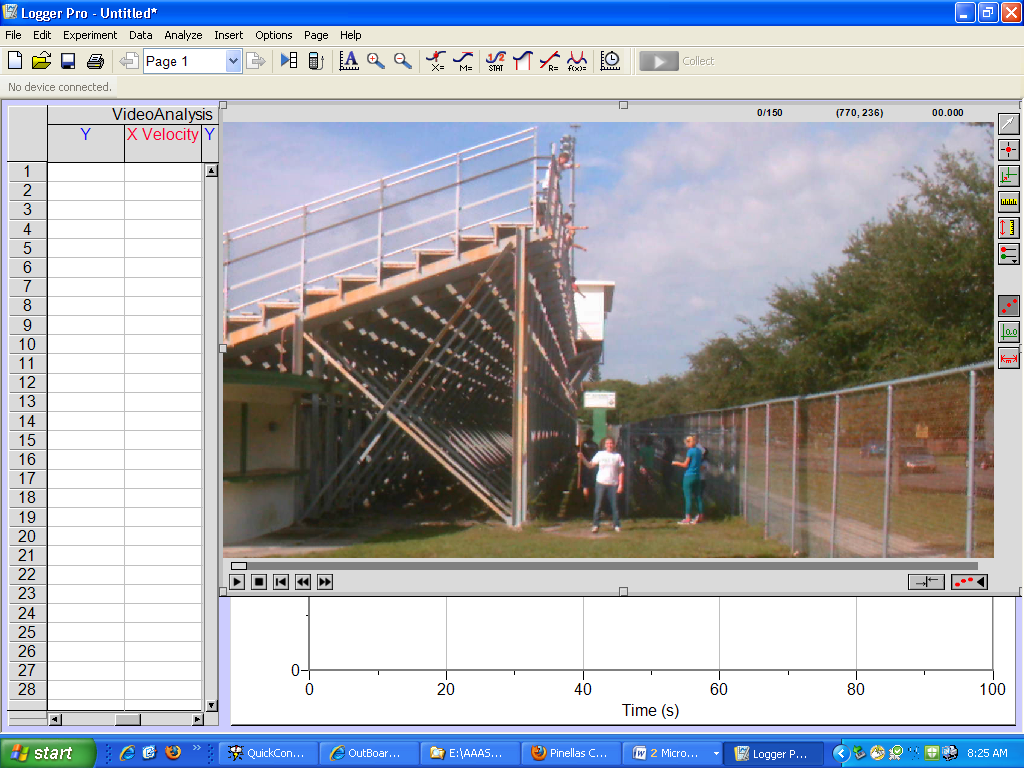 Logger Pro - Untitled*
File Edit Experiment Data Analyze Insert Options Page Help
Page 1
X=
M=
STAT
R=
f(x)=
Collect
No device connected.
VideoAnalysis
Y X Velocity Y
0/150 (770, 236) 00.000
1
2
3
4
5
6
7
8
9
10
11
12
13
14
15
16
17
18
19
20
21
22
23
24
25
26
27
28
0
0 20 40 60 80 100
Time (s)
start
QuickCon...
OutBoar...
E:\AAAS...
Pinellas C...
2 Micro...
Logger P...
8:25 AM